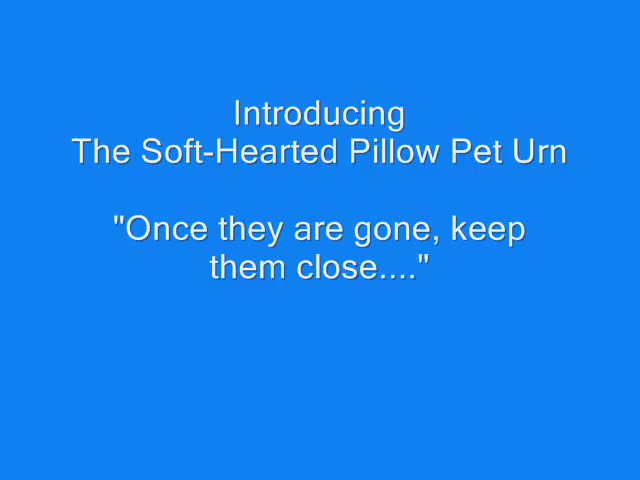 Introducing
The Soft-Hearted Pillow Pet Urn
"Once they are gone, keep
them close...."